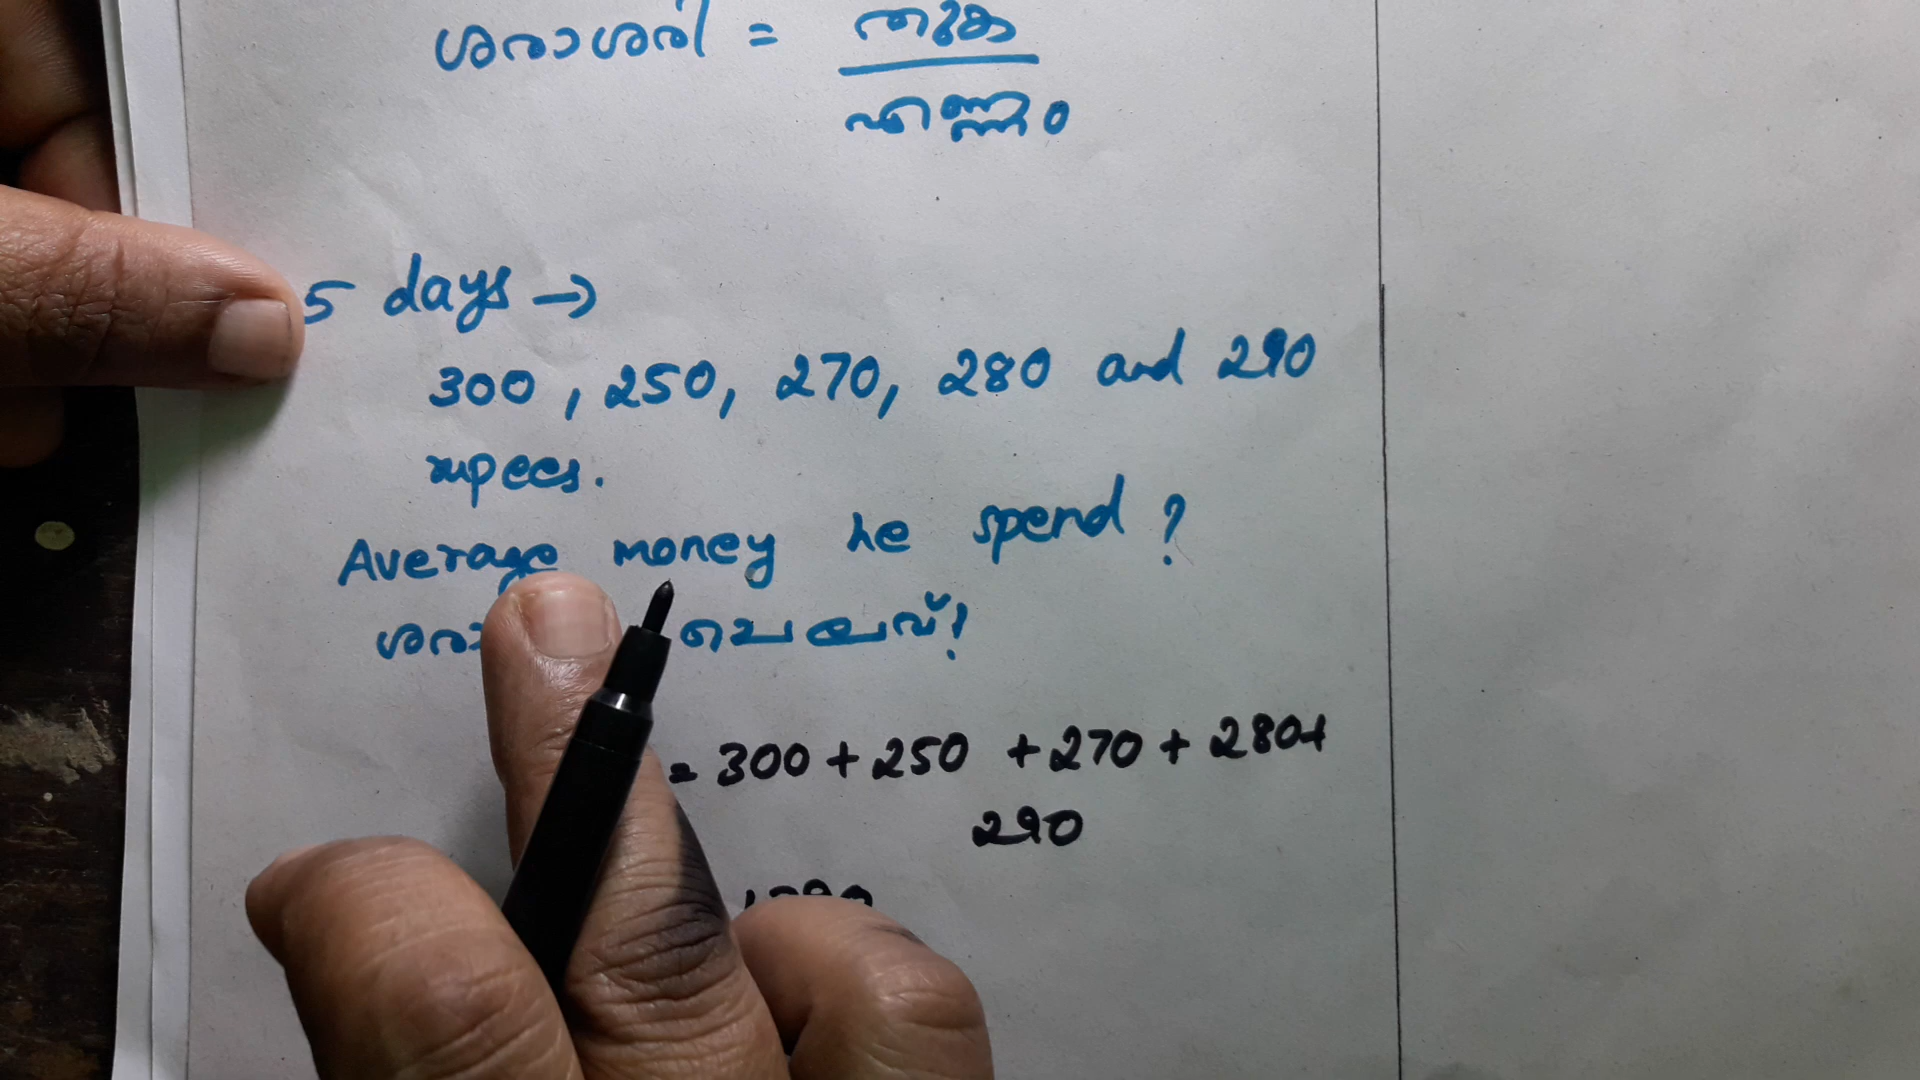 ശരാശരി = തുക
എണ്ണം
5 days →
300, 250, 270, 280 and 290
rupees.
Average money he spend?
ചെലവ്?
= 300 + 250 + 270 + 280+
290